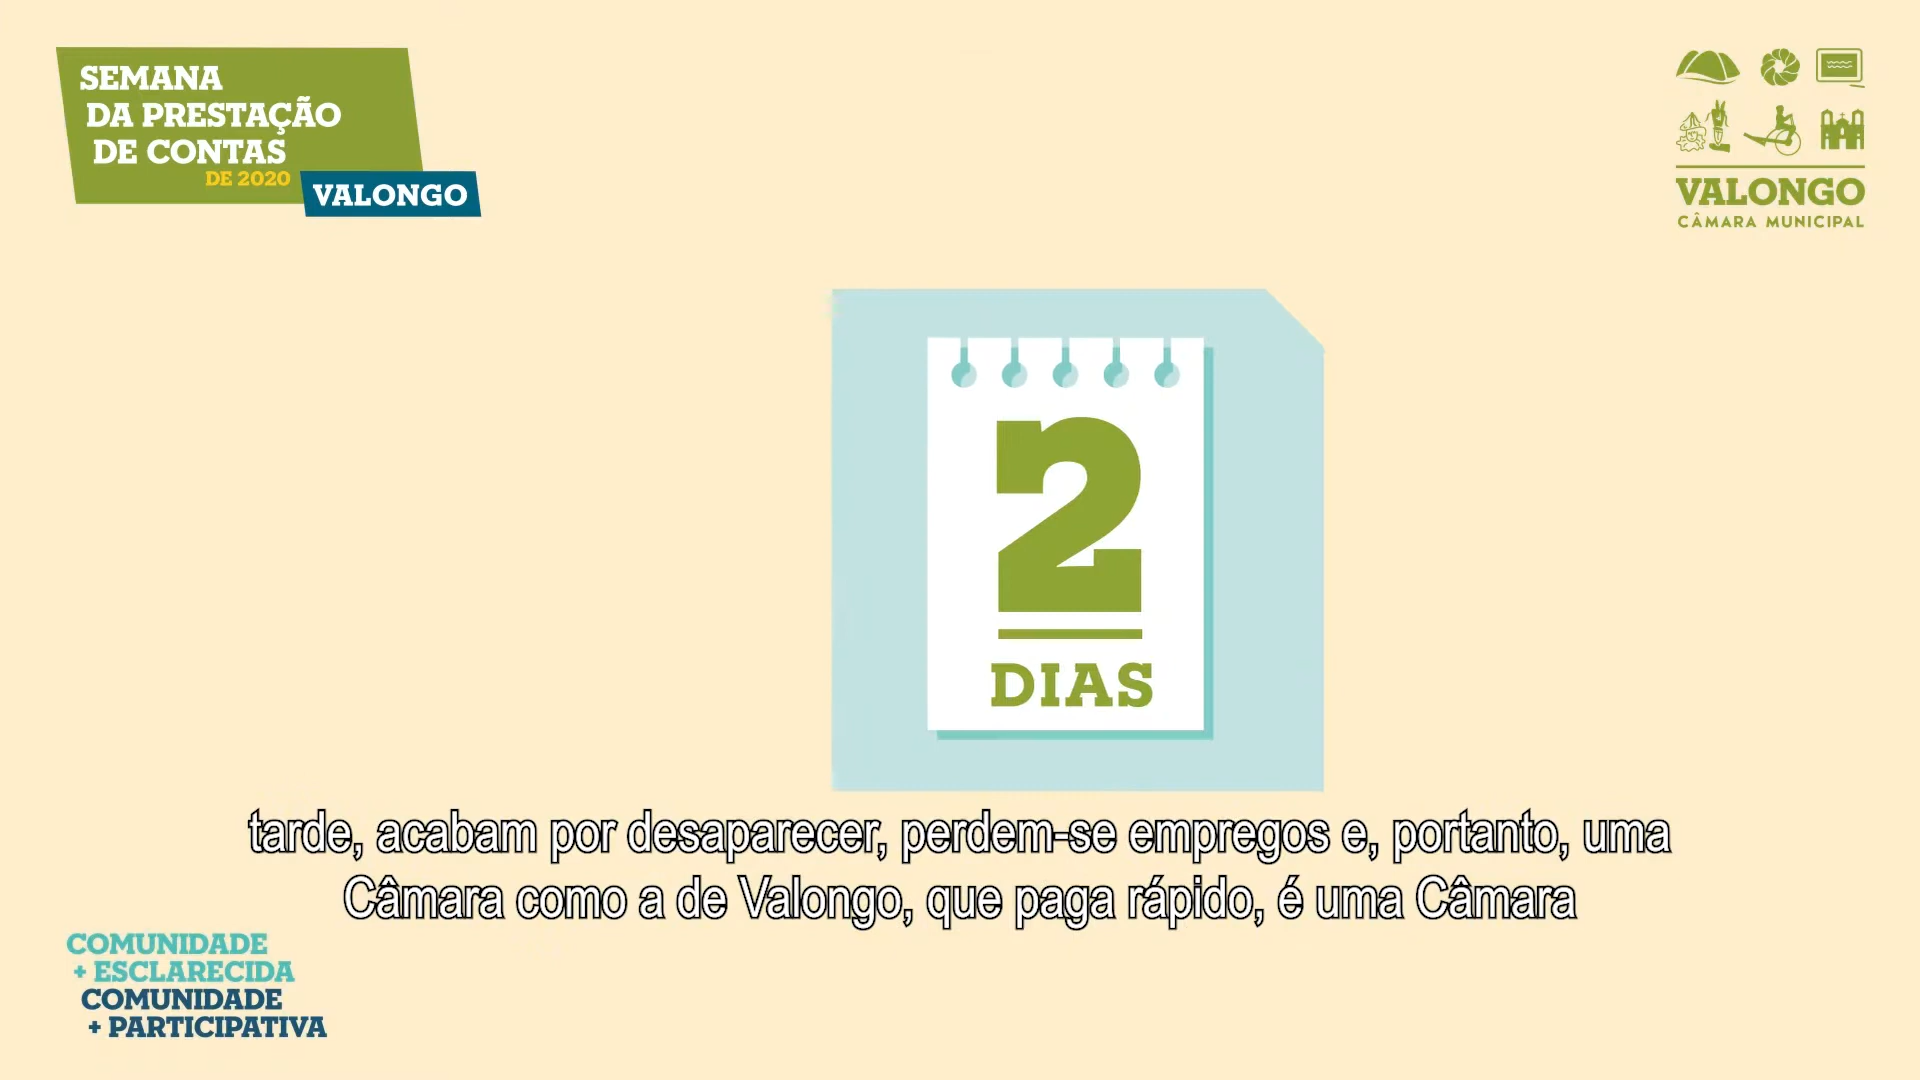 SEMANA
DA PRESTAÇÃO
DE CONTAS
DE 2020
VALONGO
VALONGO
CÂMARA MUNICIPAL
2
DIAS
tarde, acabam por desaparecer, perdem-se empregos e, portanto, uma
Câmara como a de Valongo, que paga rápido, é uma Câmara
COMUNIDADE
+ ESCLARECIDA
COMUNIDADE
+ PARTICIPATIVA